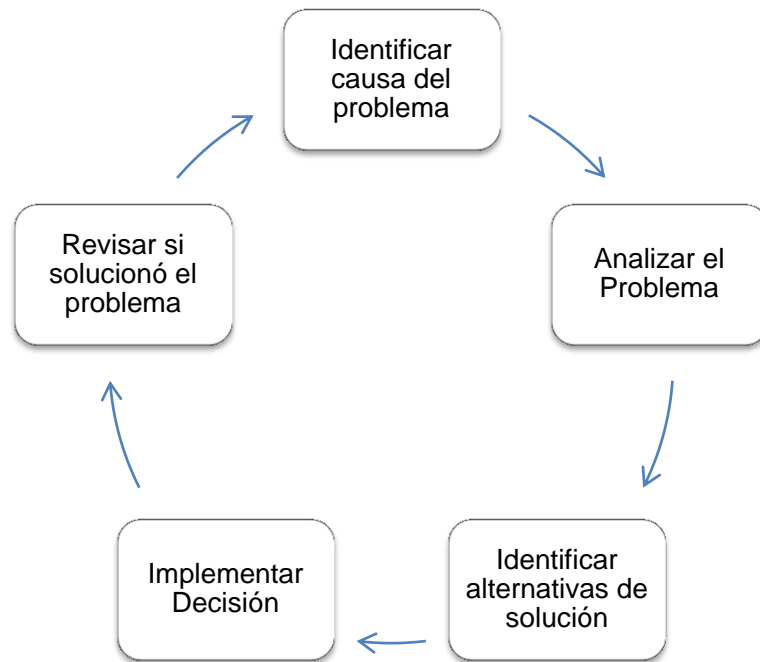 Identificar
causa del
problema
Analizar el
Problema
Identificar
alternativas de
solución
Implementar
Decisión
Revisar si
solucionó el
problema